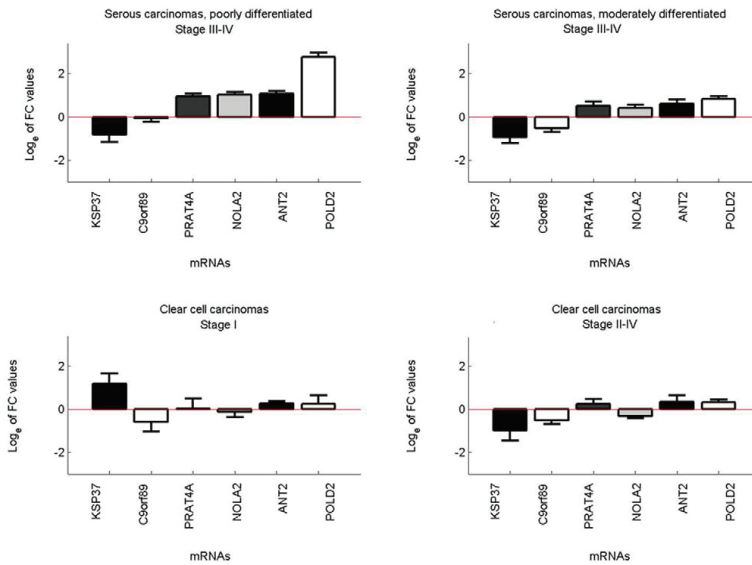 Serous carcinomas, poorly differentiated
Stage III-IV
Log e of FC values
2
0
-2
KSP37
C9orf89
PRAT4A
NOLA2
ANT2
POLD2
mRNAs
Serous carcinomas, moderately differentiated
Stage III-IV
Log e of FC values
2
0
-2
KSP37
C9orf89
PRAT4A
NOLA2
ANT2
POLD2
mRNAs
Clear cell carcinomas
Stage I
Log e of FC values
2
0
-2
KSP37
C9orf89
PRAT4A
NOLA2
ANT2
POLD2
mRNAs
Clear cell carcinomas
Stage II-IV
Log e of FC values
2
0
-2
KSP37
C9orf89
PRAT4A
NOLA2
ANT2
POLD2
mRNAs